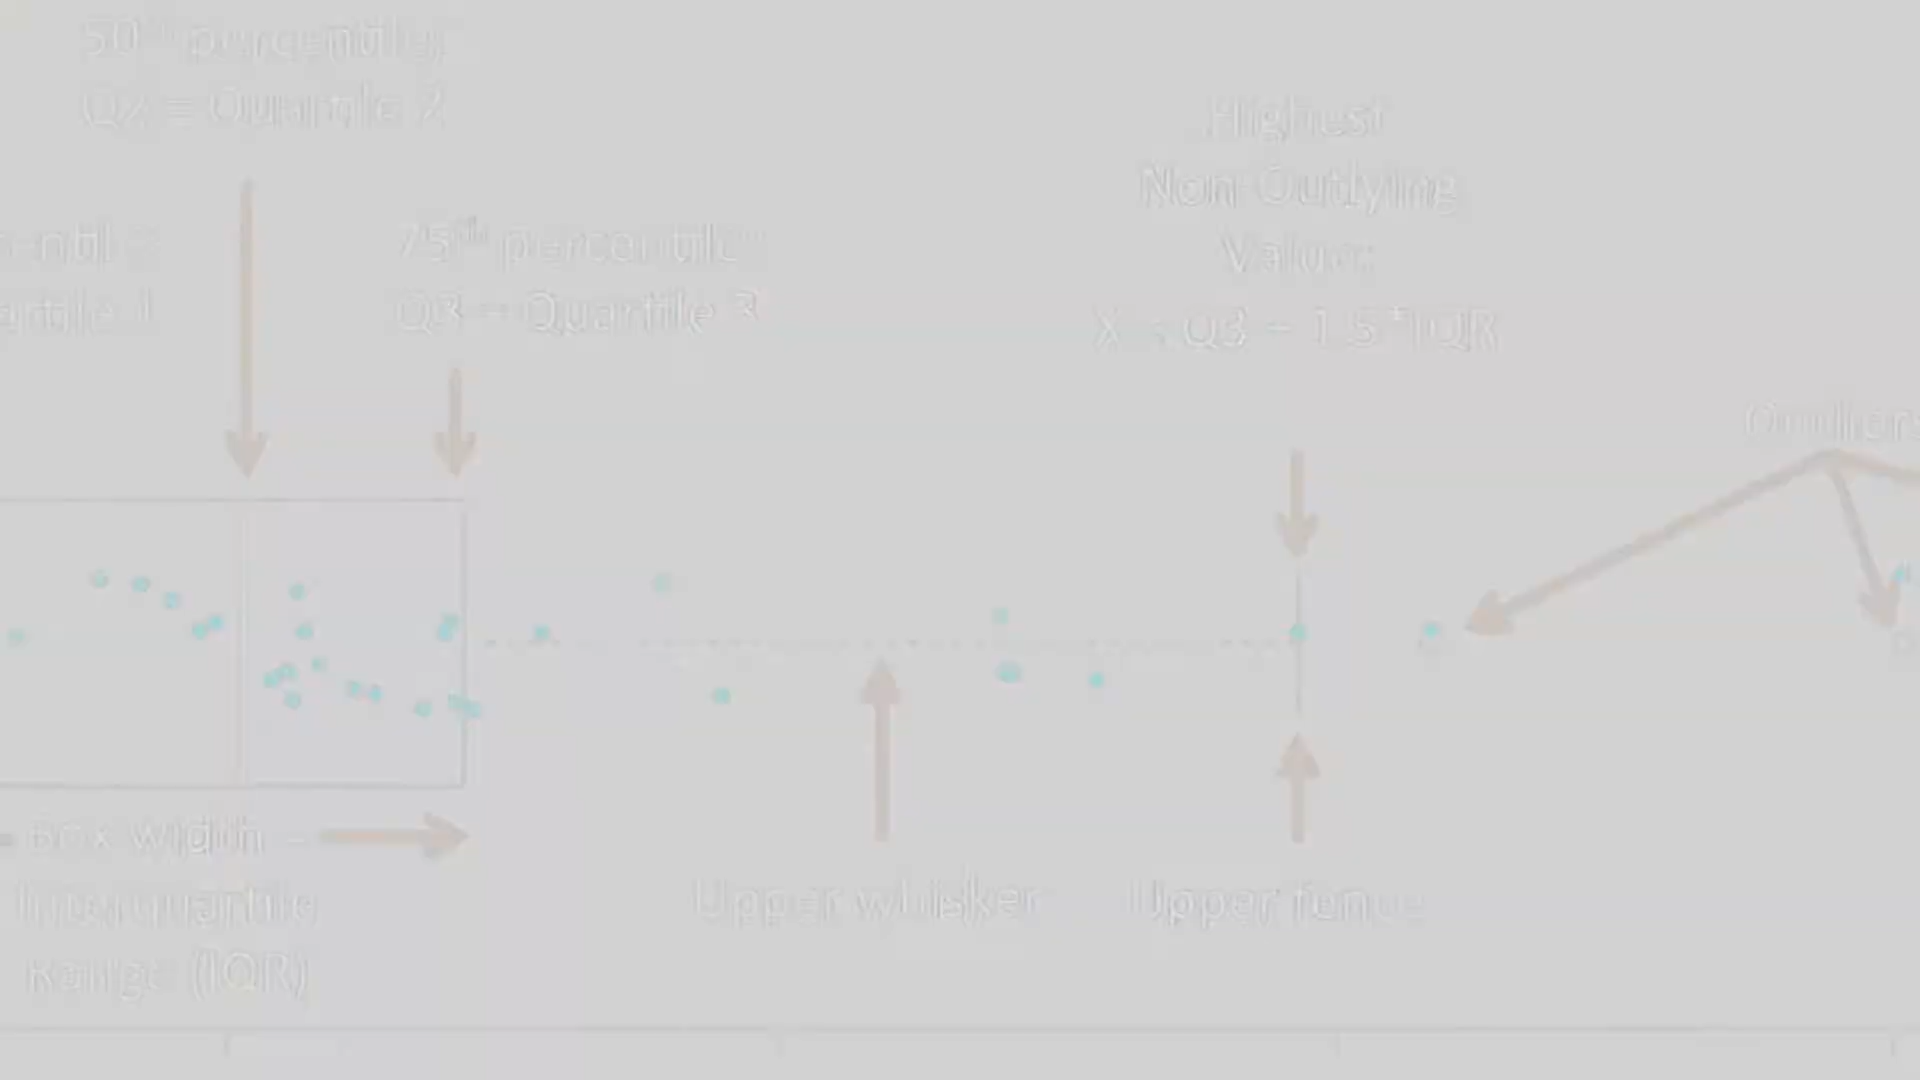 50th percentile
Q2 = Quartile 2
75th percentile
Q3 = Quartile 3
Highest
Non-Outlying
Value:
Q3 + 1.5*IQR
Outliers
Box width
Interquartile
Range (IQR)
Upper whisker
Upper fence